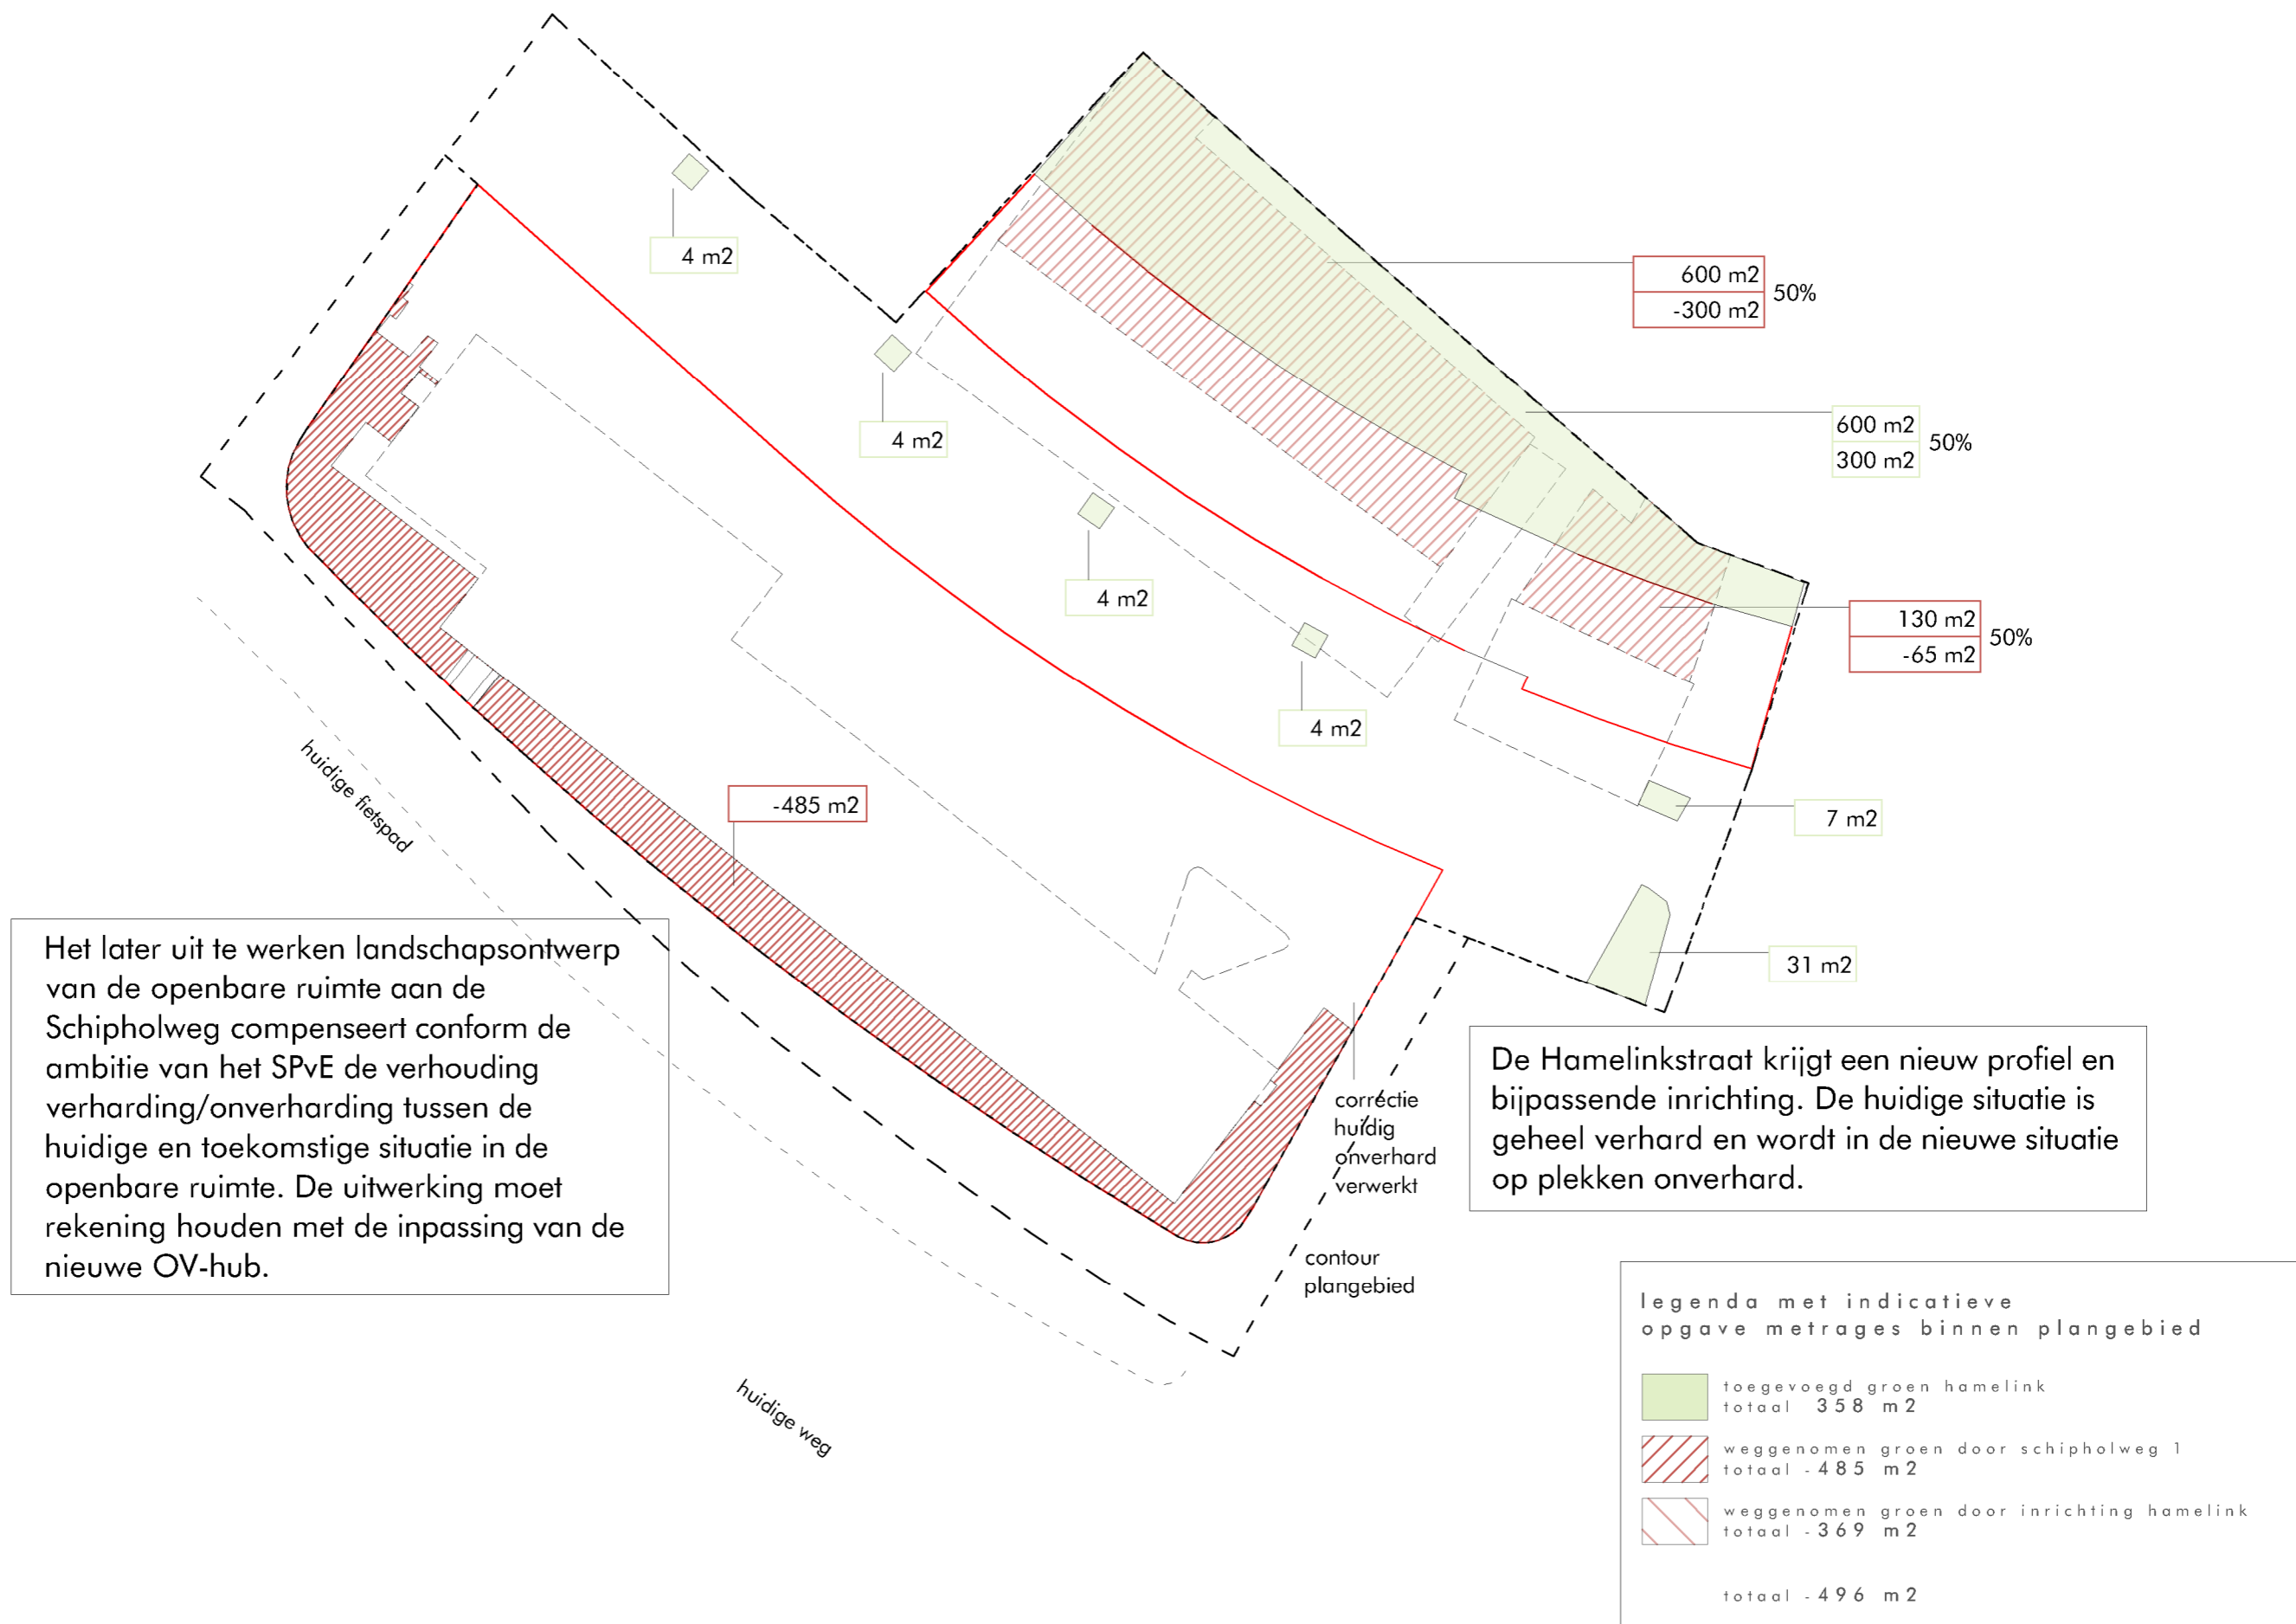 4 m2
4 m2
4 m2
4 m2
600 m2
-300 m2
50%
600 m2
300 m2
50%
130 m2
-65 m2
50%
7 m2
31 m2
-485 m2
huidige fietspad
huidige weg
Het later uit te werken landschapsontwerp
van de openbare ruimte aan de
Schipholweg compenseert conform de
ambitie van het SPvE de verhouding
verharding/onverharding tussen de
huidige en toekomstige situatie in de
openbare ruimte. De uitwerking moet
rekening houden met de inpassing van de
nieuwe OV-hub.
correctie
huidig
onverhard
verwerkt
contour
plangebied
De Hamelinkstraat krijgt een nieuw profiel en
bijpassende inrichting. De huidige situatie is
geheel verhard en wordt in de nieuwe situatie
op plekken onverhard.
legenda met indicatieve
opgave metrages binnen plangebied
toegevoegd groen hamelink
totaal 358 m2
weggenomen groen door schipholweg 1
totaal -485 m2
weggenomen groen door inrichting hamelink
totaal -369 m2
totaal -496 m2